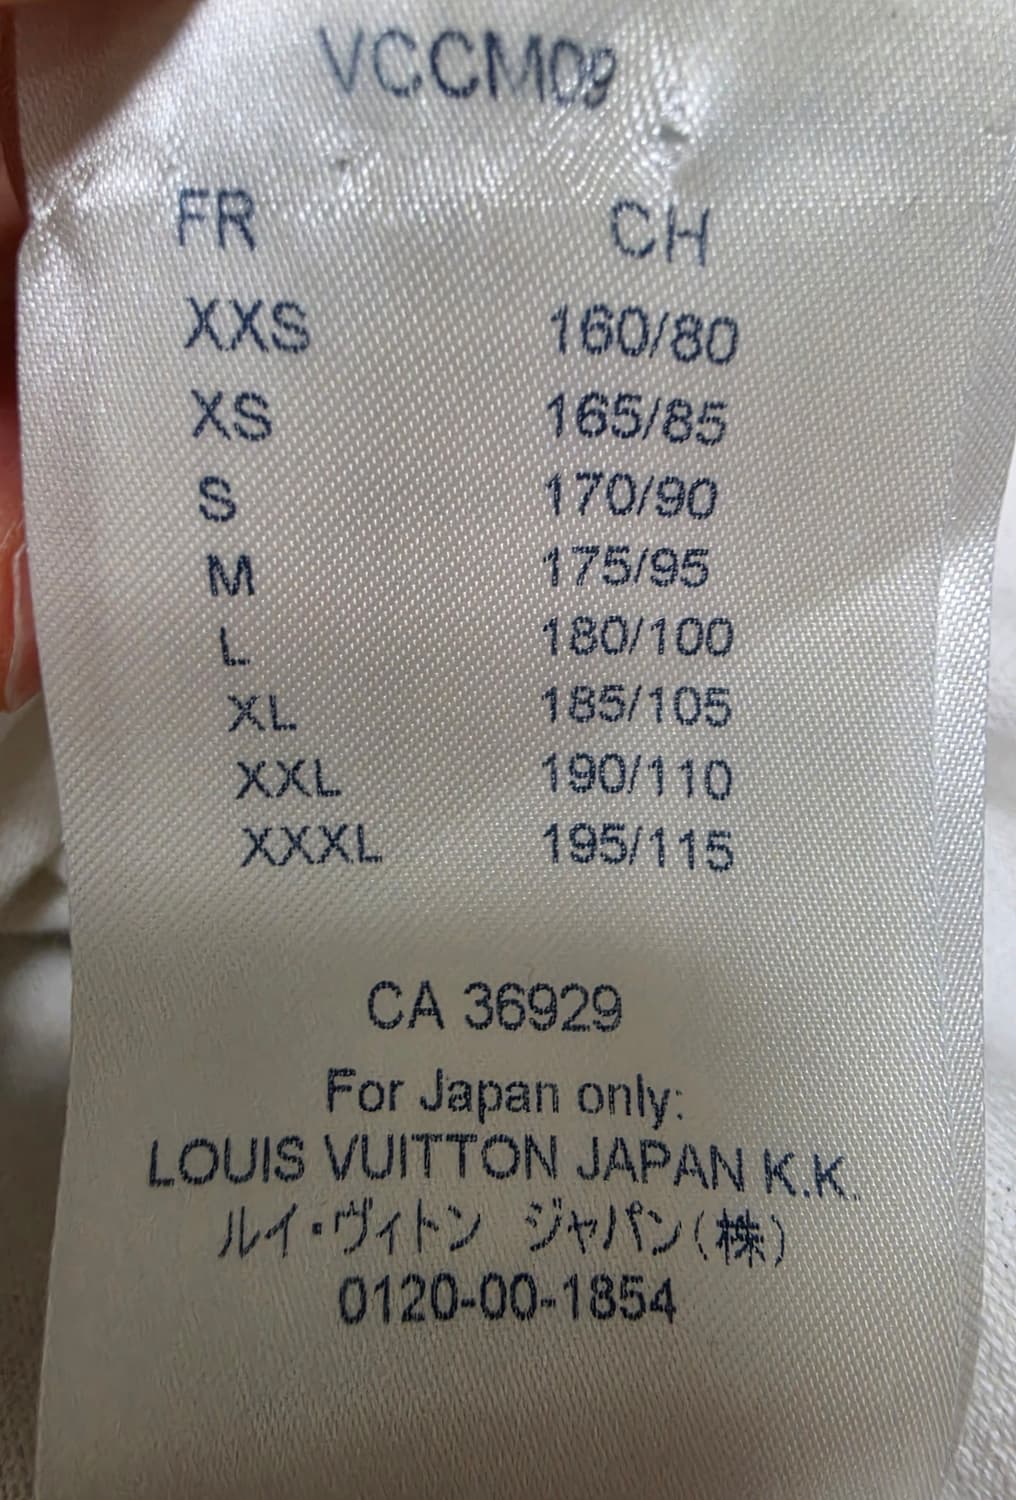 VCCM09
FR CH
XXS 160/80
XS 165/85
S 170/90
M 175/95
L 180/100
XL 185/105
XXL 190/110
XXXL 195/115
CA 36929
For Japan only:
LOUIS VUITTON JAPAN K.K.
ルイ・ヴィトン ジャパン(株)
0120-00-1854